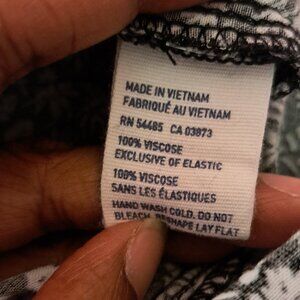 MADE IN VIETNAM
FABRIQUÉ AU VIETNAM
RN 54485 CA 03873
100% VISCOSE
EXCLUSIVE OF ELASTIC
100% VISCOSE
SANS LES ÉLASTIQUES
HAND WASH COLD. DO NOT
BLEACH. RESHAPE LAY FLAT